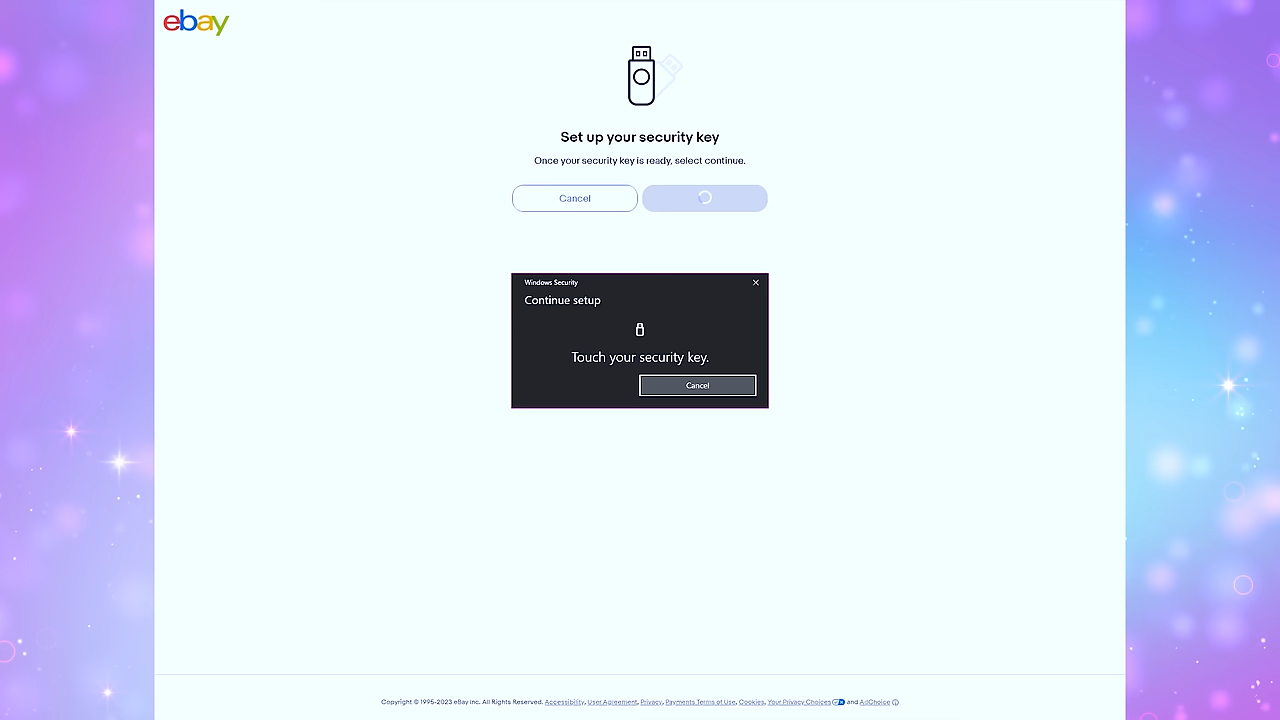 ebay
Set up your security key
Once your security key is ready, select continue.
Cancel
Windows Security
Continue setup
Touch your security key.
Cancel
Copyright © 1995-2023 eBay Inc. All Rights Reserved. Accessibility, User Agreement, Privacy, Payments Terms of Use, Cookies, Your Privacy Choices and AdChoice